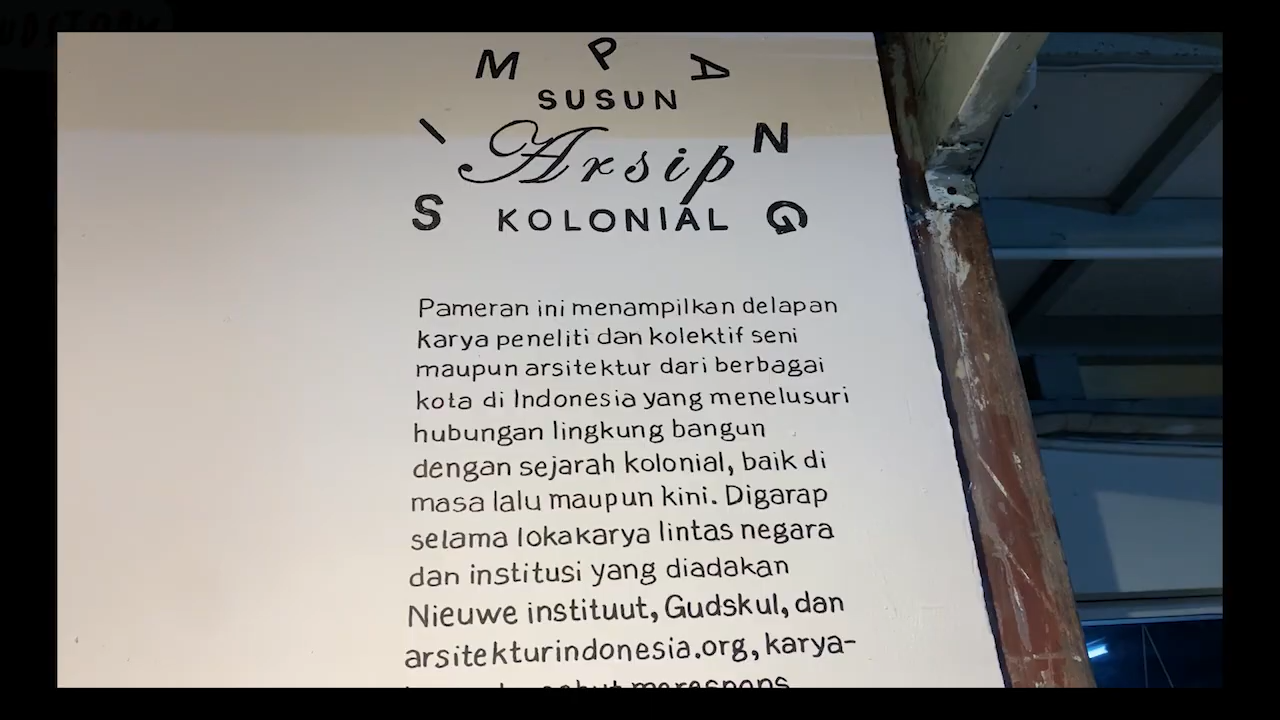 SIMPANG
SUSUN
Arsip
KOLONIAL
Pameran ini menampilkan delapan
karya peneliti dan kolektif seni
maupun arsitektur dari berbagai
kota di Indonesia yang menelusuri
hubungan lingkung bangun
dengan sejarah kolonial, baik di
masa lalu maupun kini. Digarap
selama lokakarya lintas negara
dan institusi yang diadakan
Nieuwe instituut, Gudskul, dan
arsitekturindonesia.org, karya-
merespons